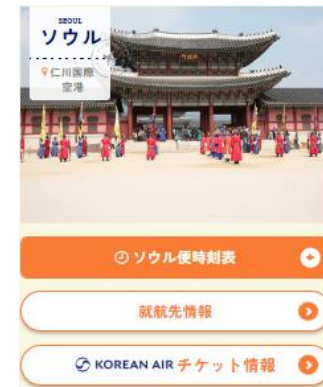 SEOUL
ソウル
仁川国際
空港
ソウル便時刻表
就航先情報
KOREAN AIR チケット情報